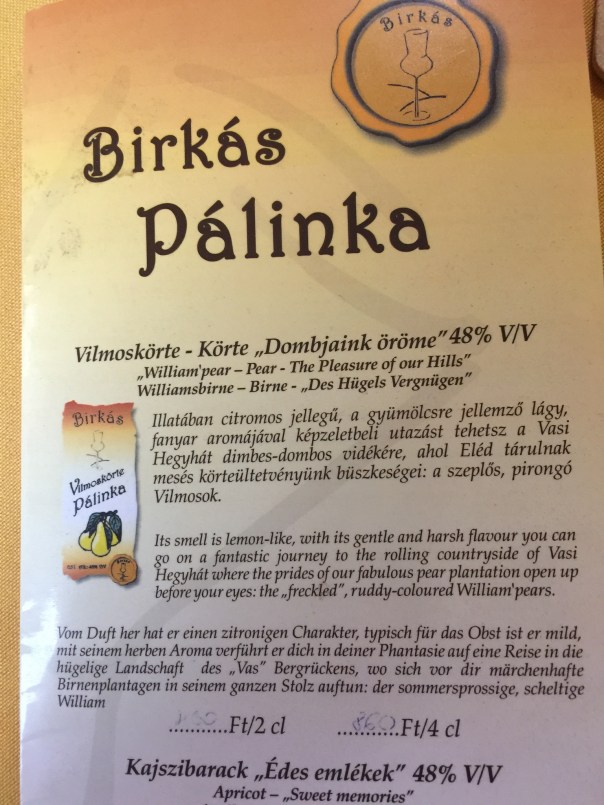 Birkás
Birkás
Pálinka
Vilmoskörte - Körte „Dombjaink öröme” 48% V/V
„William'pear – Pear - The Pleasure of our Hills”
Williamsbirne – Birne - „Des Hügels Vergnügen”
Birkás
Vilmoskörte
Pálinka
Illatában citromos jellegű, a gyümölcsre jellemző lágy,
fanyar aromájával képzeletbeli utazást tehetsz a Vasi
Hegyhát dimbes-dombos vidékére, ahol Eléd tárulnak
mesés körteültetvényünk büszkeségei: a szeplős, pirongó
Vilmosok.
Its smell is lemon-like, with its gentle and harsh flavour you can
go on a fantastic journey to the rolling countryside of Vasi
Hegyhát where the prides of our fabulous pear plantation open up
before your eyes: the „freckled”, ruddy-coloured William'pears.
Vom Duft her hat er einen zitronigen Charakter, typisch für das Obst ist er mild,
mit seinem herben Aroma verführt er dich in deiner Phantasie auf eine Reise in die
hügelige Landschaft des „Vas” Bergrückens, wo sich vor dir märchenhafte
Birnenplantagen in seinem ganzen Stolz auftun: der sommersprossige, scheltige
William
...........Ft/2 cl 860 Ft/4 cl
Kajszibarack „Édes emlékek” 48% V/V
Apricot – „Sweet memories”